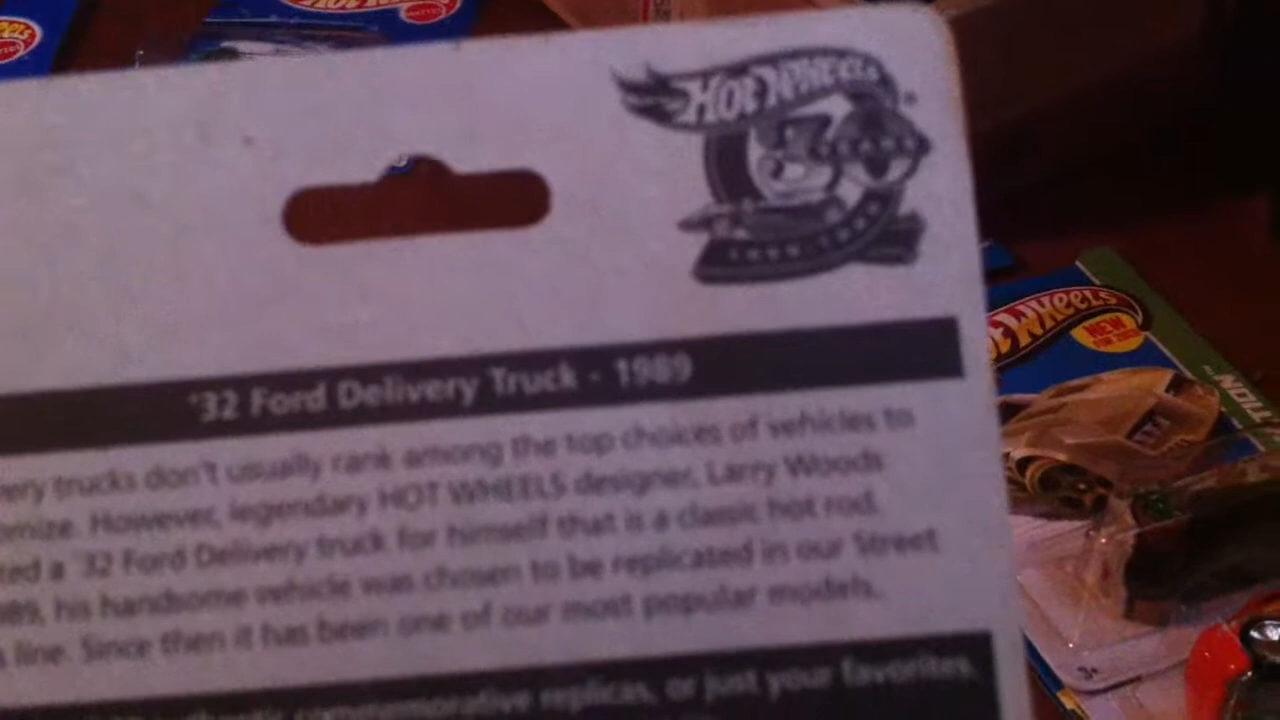 HOT WHEELS
HOT WHEELS
NEW
'32 Ford Delivery Truck - 1989
very trucks don't usually rank among the top choices of vehicles to
omize. However, legendary HOT WHEELS designer, Larry Woods
ted a '32 Ford Delivery truck for himself that is a classic hot rod.
989, his handsome vehicle was chosen to be replicated in our Street
s line. Since then it has been one of our most popular models.
commemorative replicas, or just your favorites.